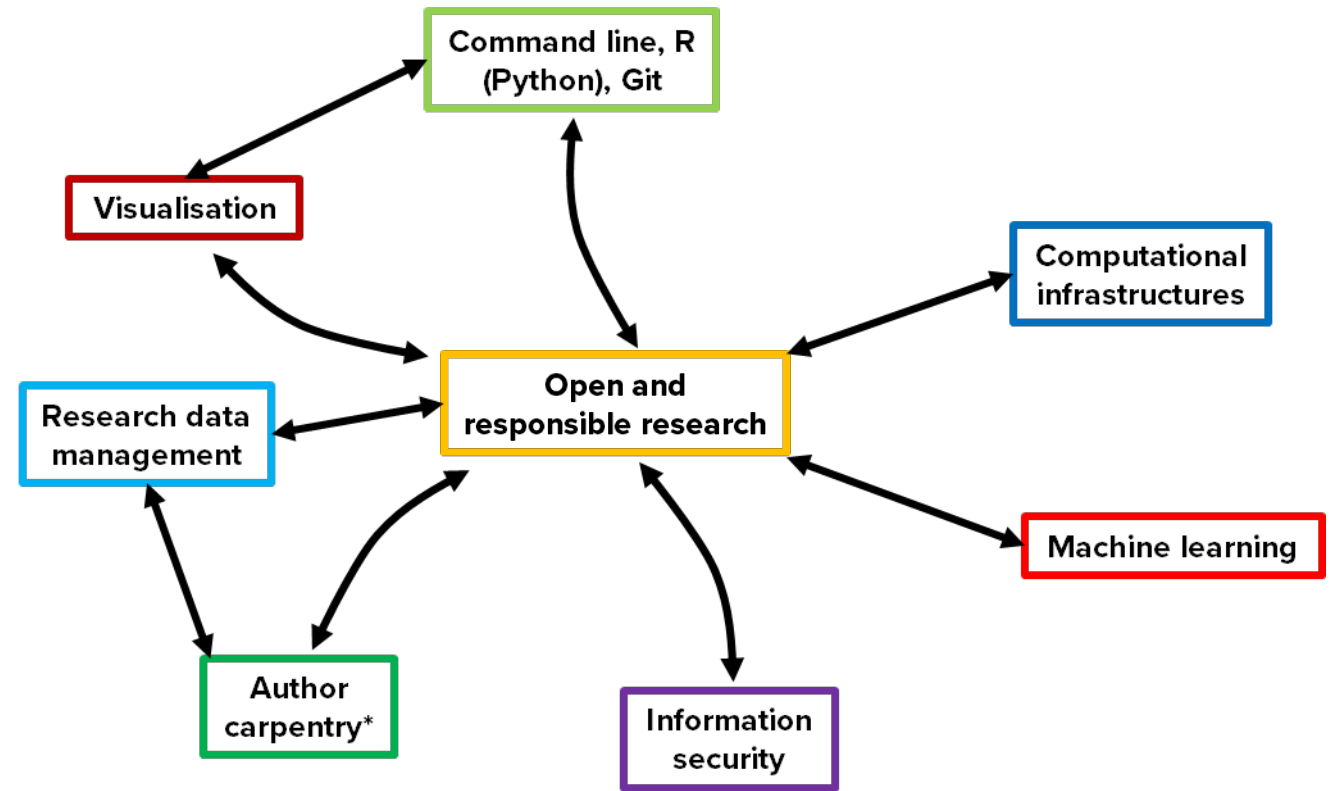 Command line, R
(Python), Git
Visualisation
Computational
infrastructures
Open and
responsible research
Research data
management
Machine learning
Author
carpentry*
Information
security